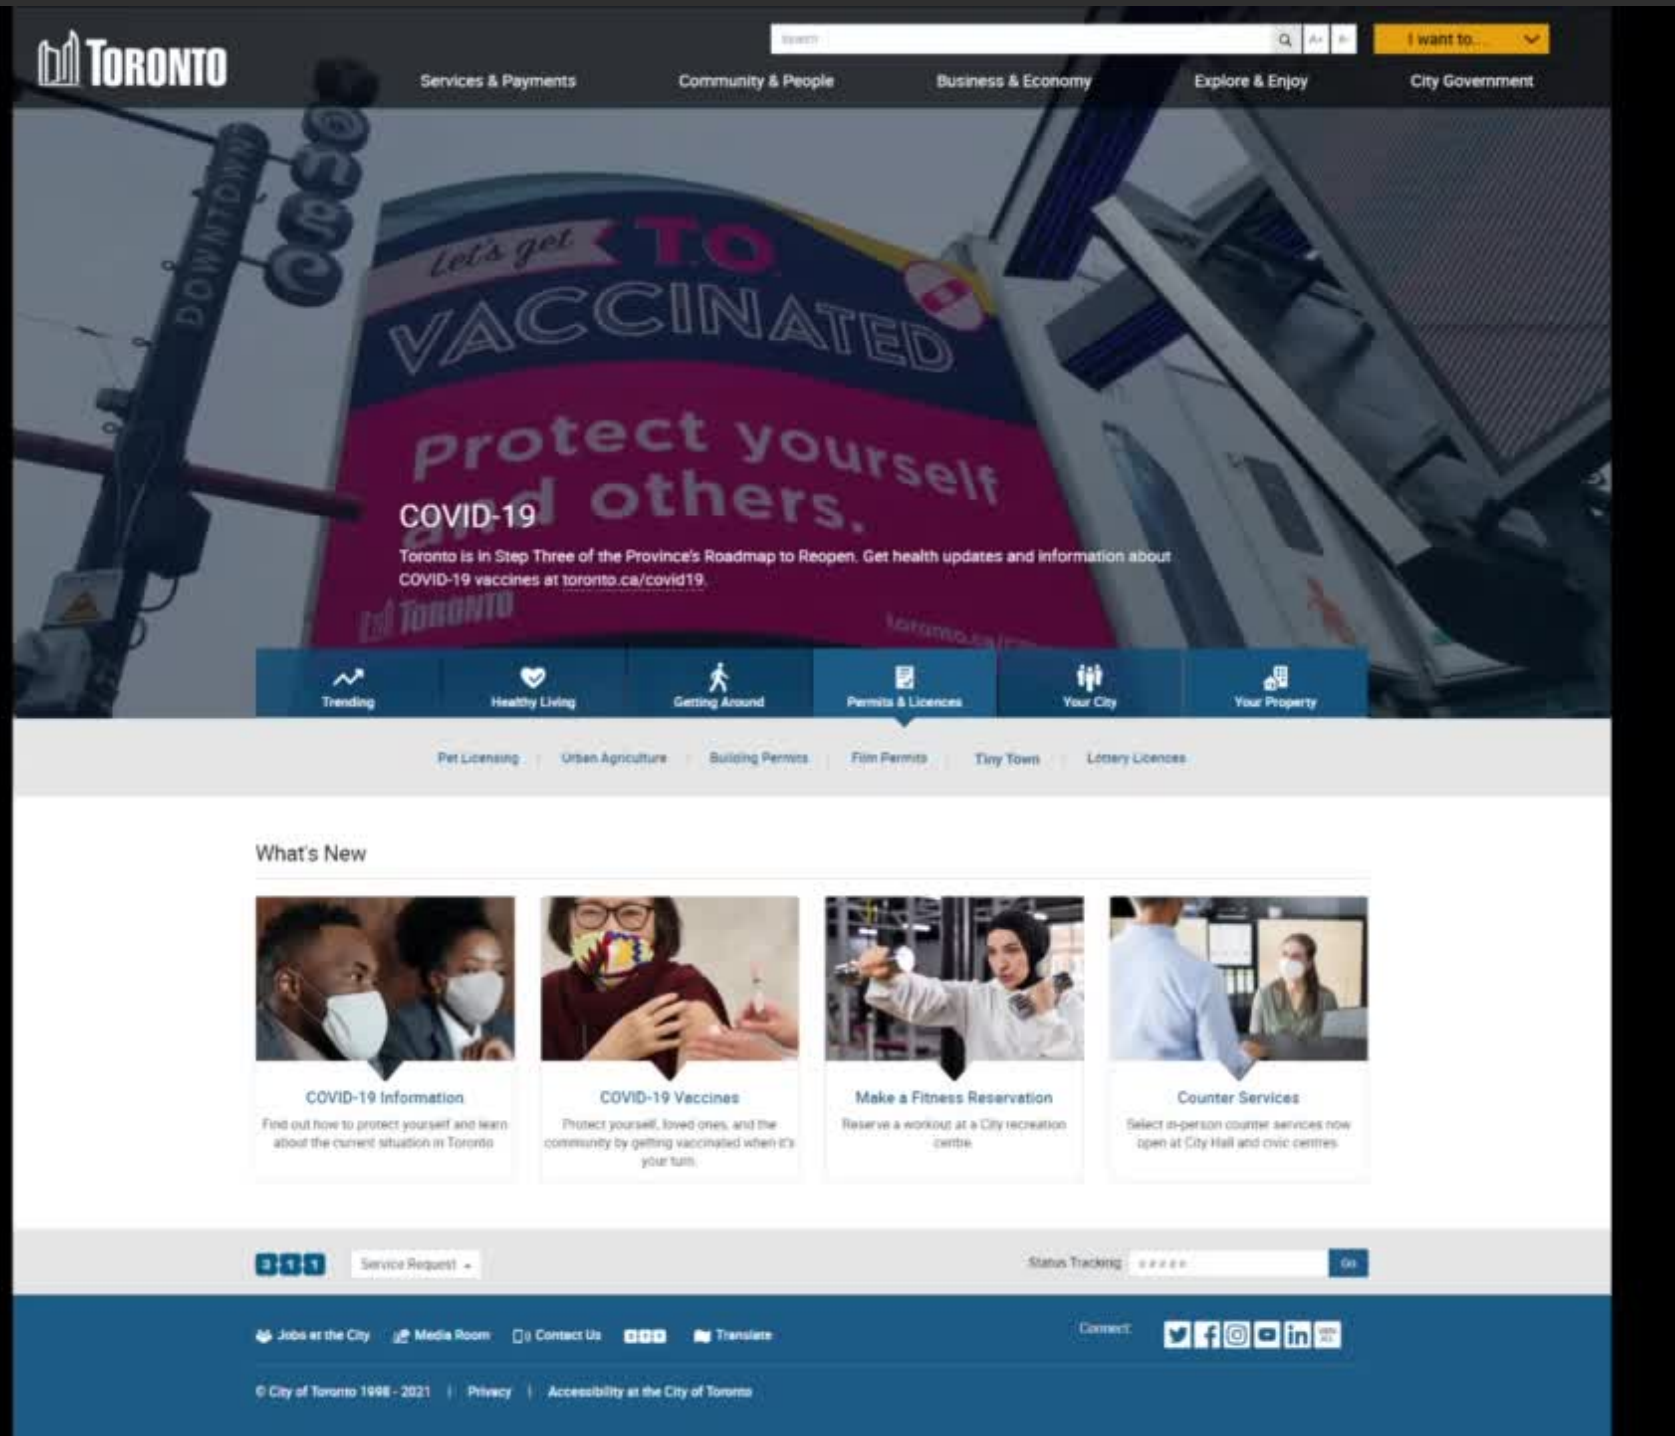 TORONTO
Search
A+
A-
I want to...
Services & Payments
Community & People
Business & Economy
Explore & Enjoy
City Government
DOWNTOWN
Yonge
Let's get
T.O.
VACCINATED
Protect yourself
and others.
COVID-19
Toronto is in Step Three of the Province's Roadmap to Reopen. Get health updates and information about
COVID-19 vaccines at toronto.ca/covid19.
TORONTO
Trending
Healthy Living
Getting Around
Permits & Licences
Your City
Your Property
Pet Licensing
Urban Agriculture
Building Permits
Film Permits
Tiny Town
Lottery Licences
What's New
COVID-19 Information
Find out how to protect yourself and learn
about the current situation in Toronto
COVID-19 Vaccines
Protect yourself, loved ones, and the
community by getting vaccinated when it's
your turn.
Make a Fitness Reservation
Reserve a workout at a City recreation
centre.
Counter Services
Select in-person counter services now
open at City Hall and civic centres.
311
Service Request
Status Tracking
#####
Go
Jobs at the City
Media Room
Contact Us
311
Translate
Connect:
VIEW ALL
© City of Toronto 1998 - 2021 | Privacy | Accessibility at the City of Toronto